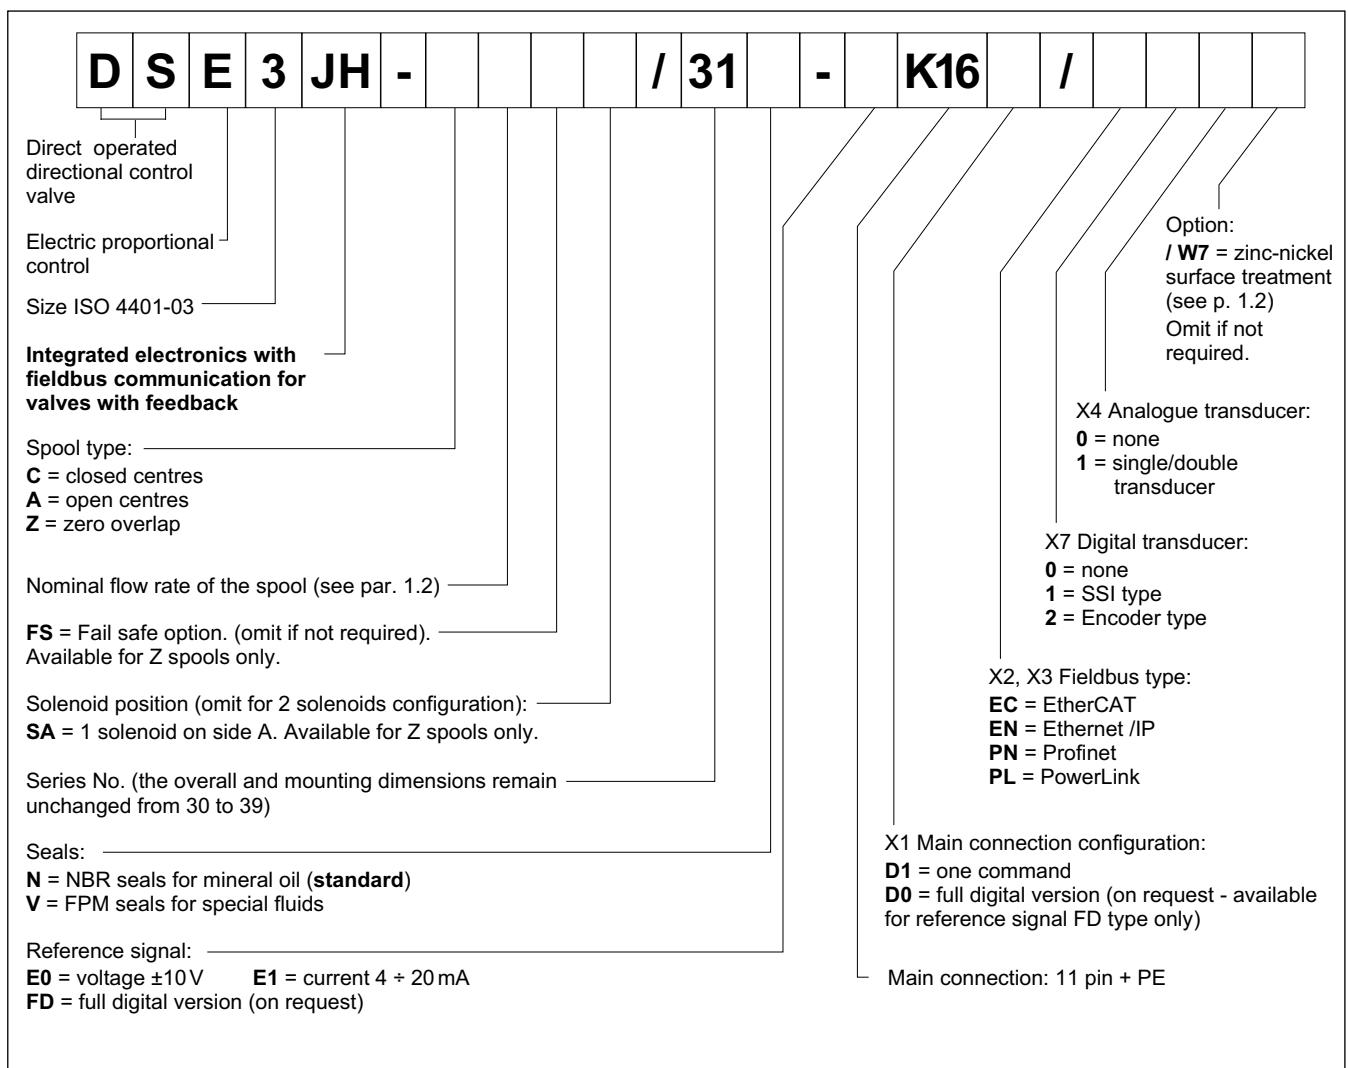 D S E 3 JH - / 31 - K16 /
Direct operated
directional control
valve
Electric proportional
control
Size ISO 4401-03
Integrated electronics with
fieldbus communication for
valves with feedback
Spool type:
C = closed centres
A = open centres
Z = zero overlap
Nominal flow rate of the spool (see par. 1.2)
FS = Fail safe option. (omit if not required).
Available for Z spools only.
Solenoid position (omit for 2 solenoids configuration):
SA = 1 solenoid on side A. Available for Z spools only.
Series No. (the overall and mounting dimensions remain
unchanged from 30 to 39)
Seals:
N = NBR seals for mineral oil (standard)
V = FPM seals for special fluids
Reference signal:
E0 = voltage ±10 V E1 = current 4 ÷ 20 mA
FD = full digital version (on request)
Option:
/ W7 = zinc-nickel
surface treatment
(see p. 1.2)
Omit if not
required.
X4 Analogue transducer:
0 = none
1 = single/double
transducer
X7 Digital transducer:
0 = none
1 = SSI type
2 = Encoder type
X2, X3 Fieldbus type:
EC = EtherCAT
EN = Ethernet /IP
PN = Profinet
PL = PowerLink
X1 Main connection configuration:
D1 = one command
D0 = full digital version (on request - available
for reference signal FD type only)
Main connection: 11 pin + PE